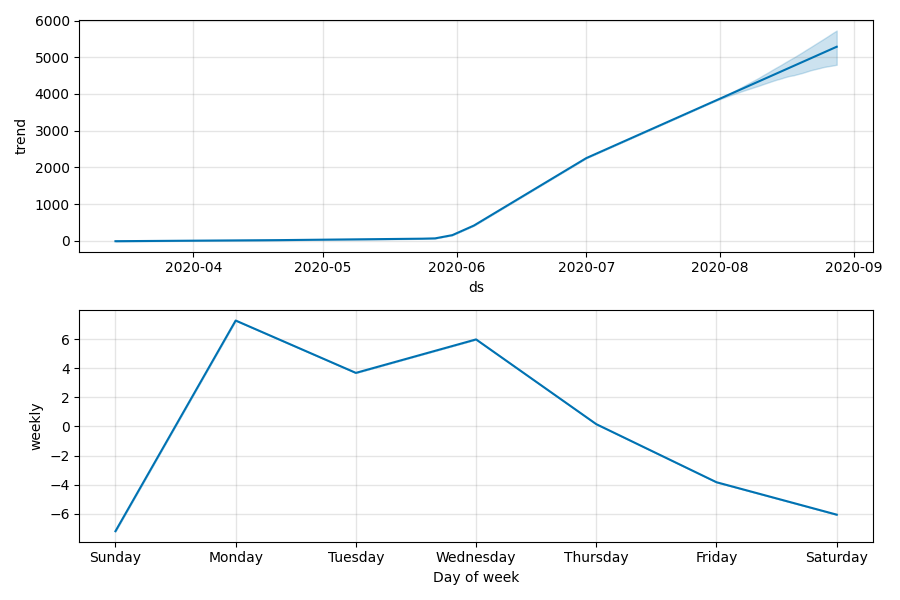 6000
5000
4000
3000
2000
1000
0
trend
2020-04 2020-05 2020-06 2020-07 2020-08 2020-09
ds
6
4
2
0
−2
−4
−6
weekly
Sunday Monday Tuesday Wednesday Thursday Friday Saturday
Day of week